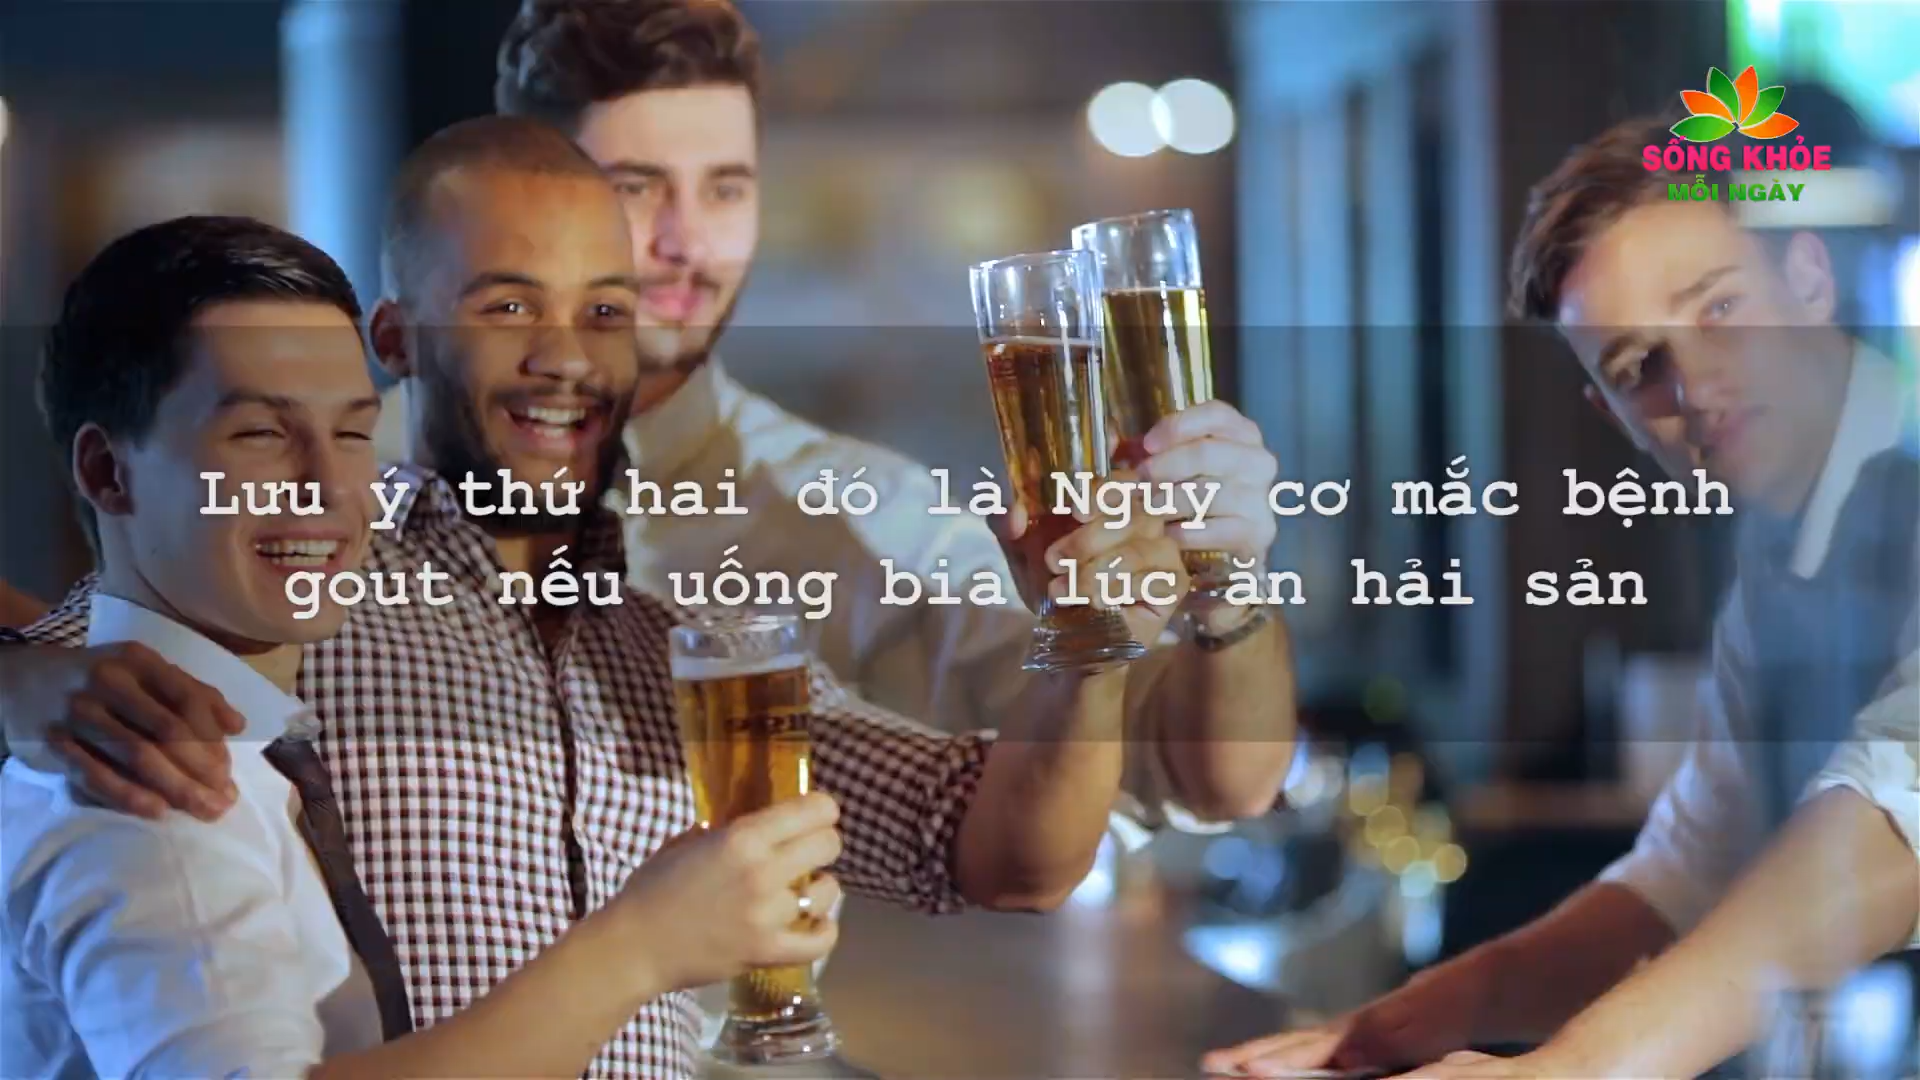 SỐNG KHỎE
MỖI NGÀY
Lưu ý thứ hai đó là Nguy cơ mắc bệnh
gout nếu uống bia lúc ăn hải sản